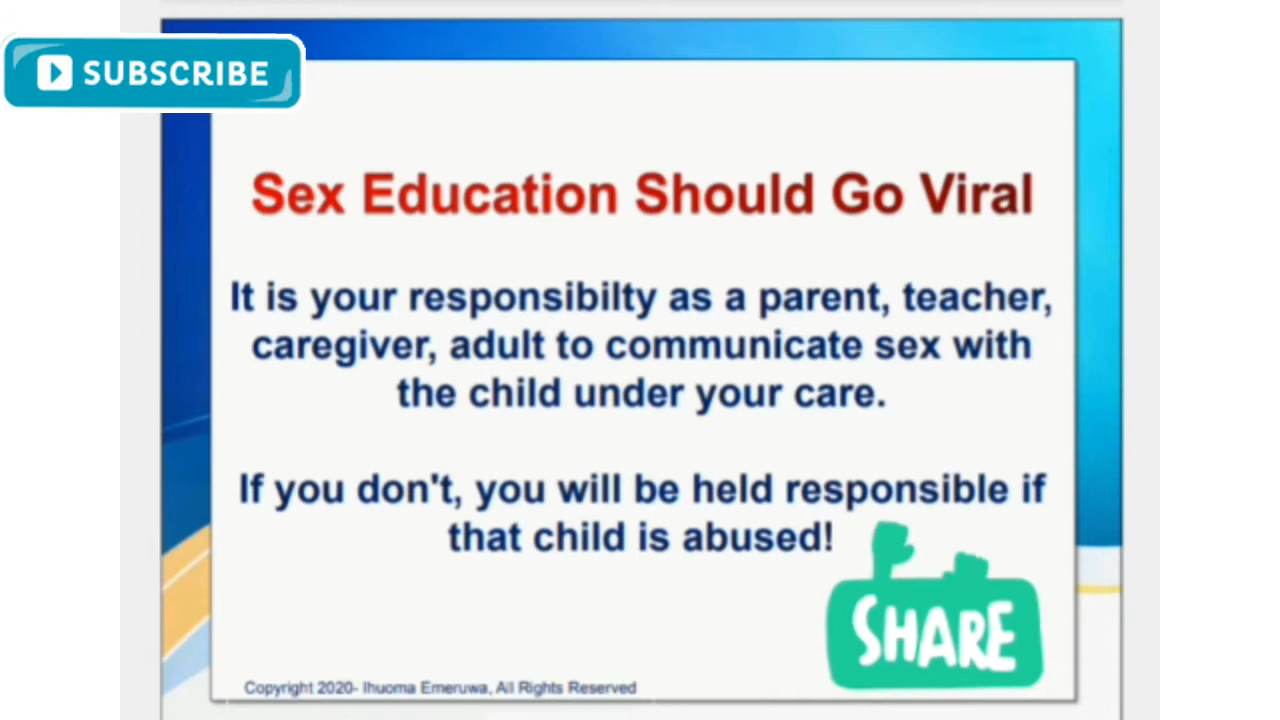 SUBSCRIBE
Sex Education Should Go Viral
It is your responsibilty as a parent, teacher,
caregiver, adult to communicate sex with
the child under your care.
If you don't, you will be held responsible if
that child is abused!
SHARE
Copyright 2020- Ihuoma Emeruwa, All Rights Reserved